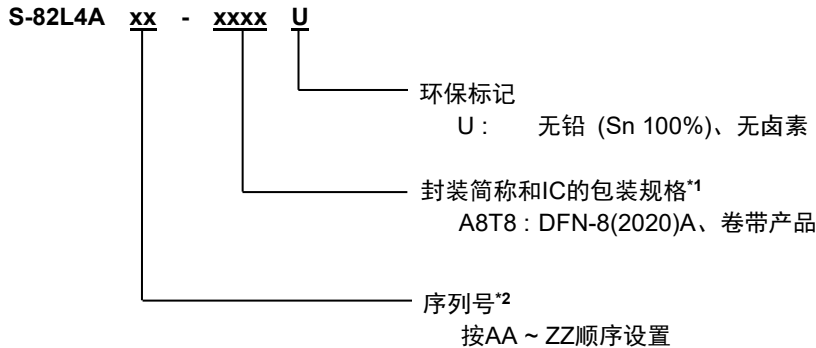 S-82L4A xx - xxxx U
环保标记
U : 无铅 (Sn 100%)、无卤素
封装简称和IC的包装规格*1
A8T8 : DFN-8(2020)A、卷带产品
序列号*2
按AA ~ ZZ顺序设置